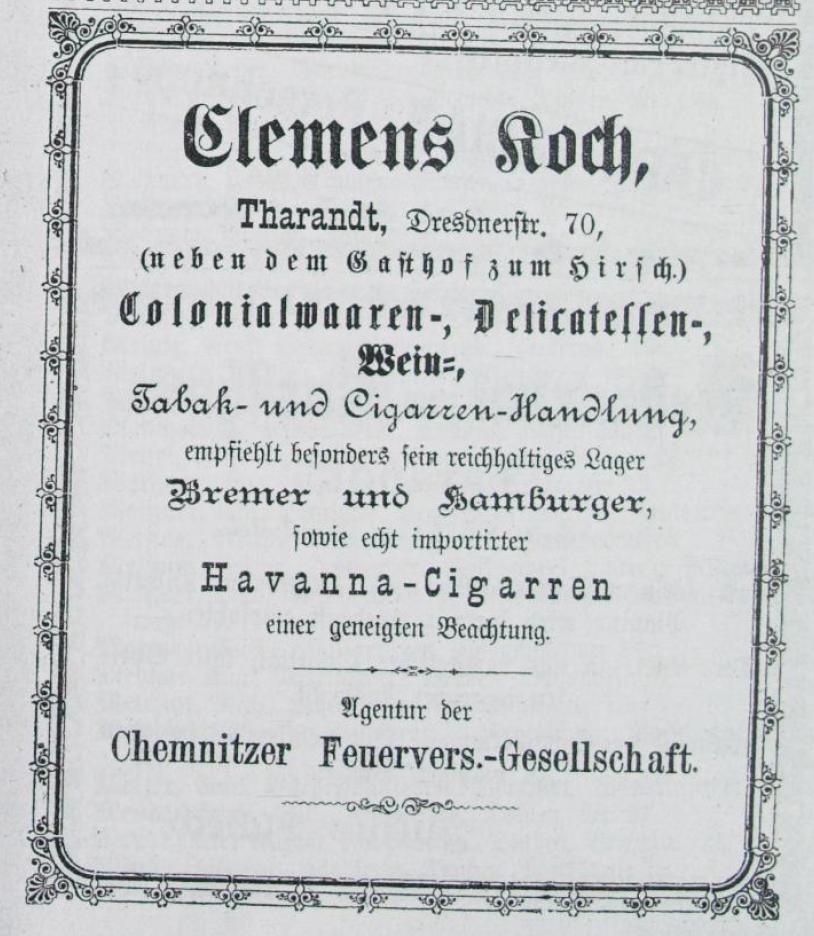 Clemens Koch,
Tharandt, Dresdnerstr. 70,
(neben dem Gasthof zum Hirsch.)
Colonialwaaren-, Delicatessen-,
Wein-,
Tabak- und Cigarren-Handlung,
empfiehlt besonders sein reichhaltiges Lager
Bremer und Hamburger,
sowie echt importirter
Havanna-Cigarren
einer geneigten Beachtung.
Agentur der
Chemnitzer Feuervers.-Gesellschaft.